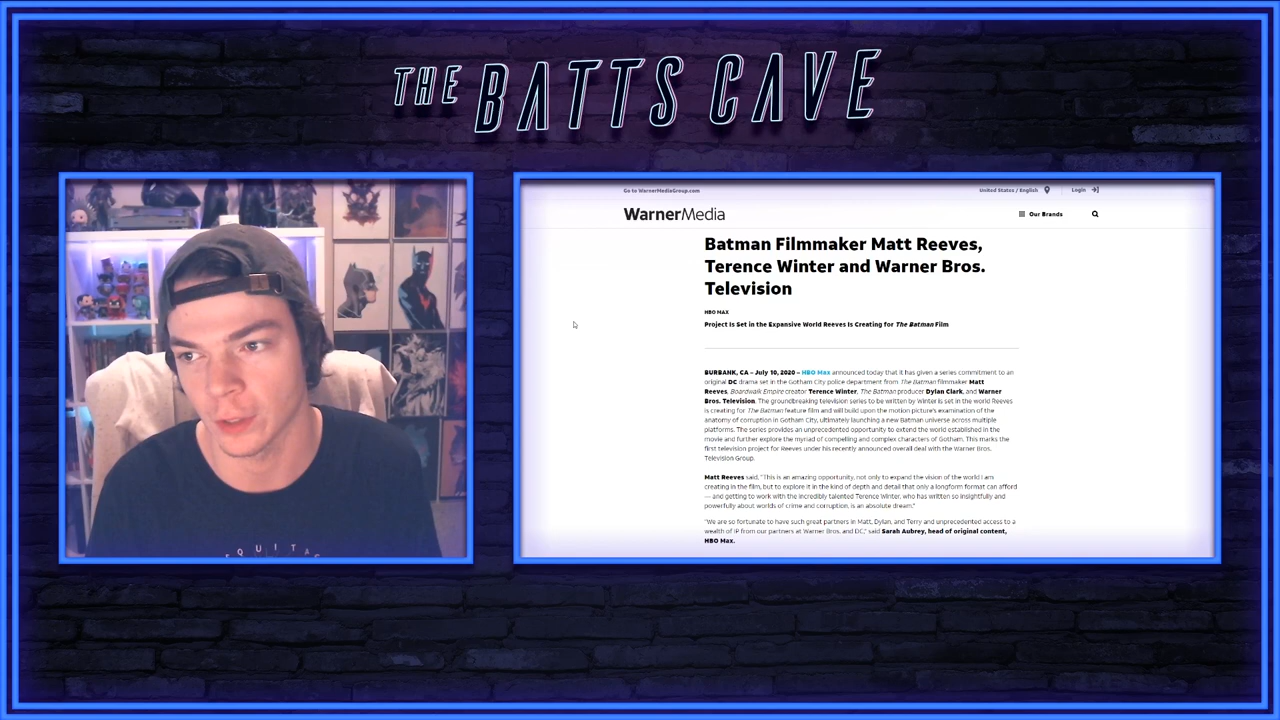 THE BATTS CAVE
Go to WarnerMediaGroup.com
United States / English
Login
WarnerMedia
Our Brands
Batman Filmmaker Matt Reeves,
Terence Winter and Warner Bros.
Television
HBO MAX
Project Is Set in the Expansive World Reeves Is Creating for The Batman Film
BURBANK, CA – July 10, 2020 – HBO Max announced today that it has given a series commitment to an
original DC drama set in the Gotham City police department from The Batman filmmaker Matt
Reeves, Boardwalk Empire creator Terence Winter, The Batman producer Dylan Clark, and Warner
Bros. Television. The groundbreaking television series to be written by Winter is set in the world Reeves
is creating for The Batman feature film and will build upon the motion picture's examination of the
anatomy of corruption in Gotham City, ultimately launching a new Batman universe across multiple
platforms. The series provides an unprecedented opportunity to extend the world established in the
movie and further explore the myriad of compelling and complex characters of Gotham. This marks the
first television project for Reeves under his recently announced overall deal with the Warner Bros.
Television Group.
Matt Reeves said, "This is an amazing opportunity, not only to expand the vision of the world I am
creating in the film, but to explore it in the kind of depth and detail that only a longform format can afford
— and getting to work with the incredibly talented Terence Winter, who has written so insightfully and
powerfully about worlds of crime and corruption, is an absolute dream."
"We are so fortunate to have such great partners in Matt, Dylan, and Terry and unprecedented access to a
wealth of IP from our partners at Warner Bros. and DC," said Sarah Aubrey, head of original content,
HBO Max.
E Q U I T A